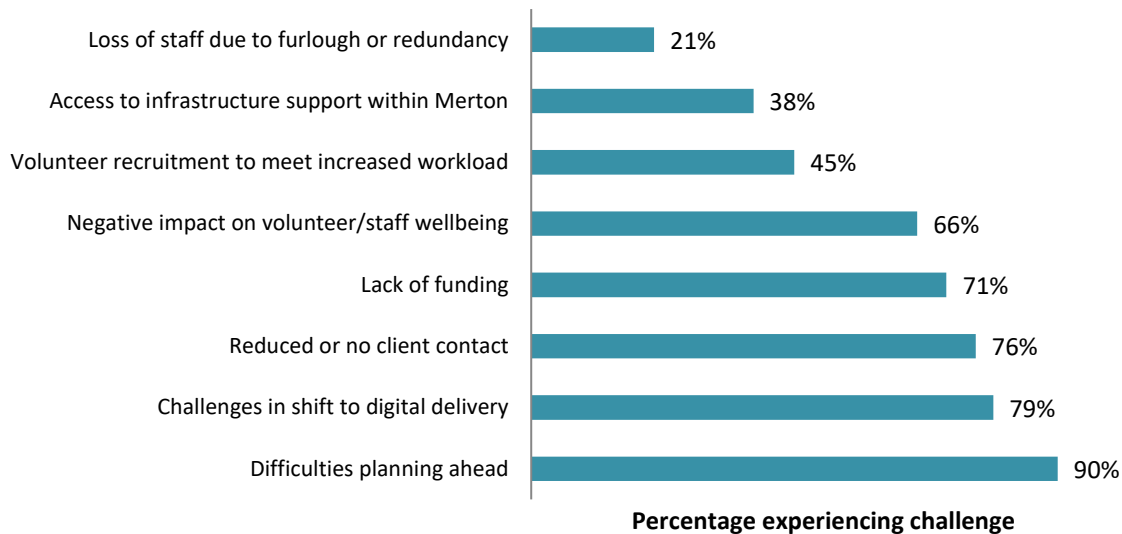 Loss of staff due to furlough or redundancy 21%
Access to infrastructure support within Merton 38%
Volunteer recruitment to meet increased workload 45%
Negative impact on volunteer/staff wellbeing 66%
Lack of funding 71%
Reduced or no client contact 76%
Challenges in shift to digital delivery 79%
Difficulties planning ahead 90%
Percentage experiencing challenge